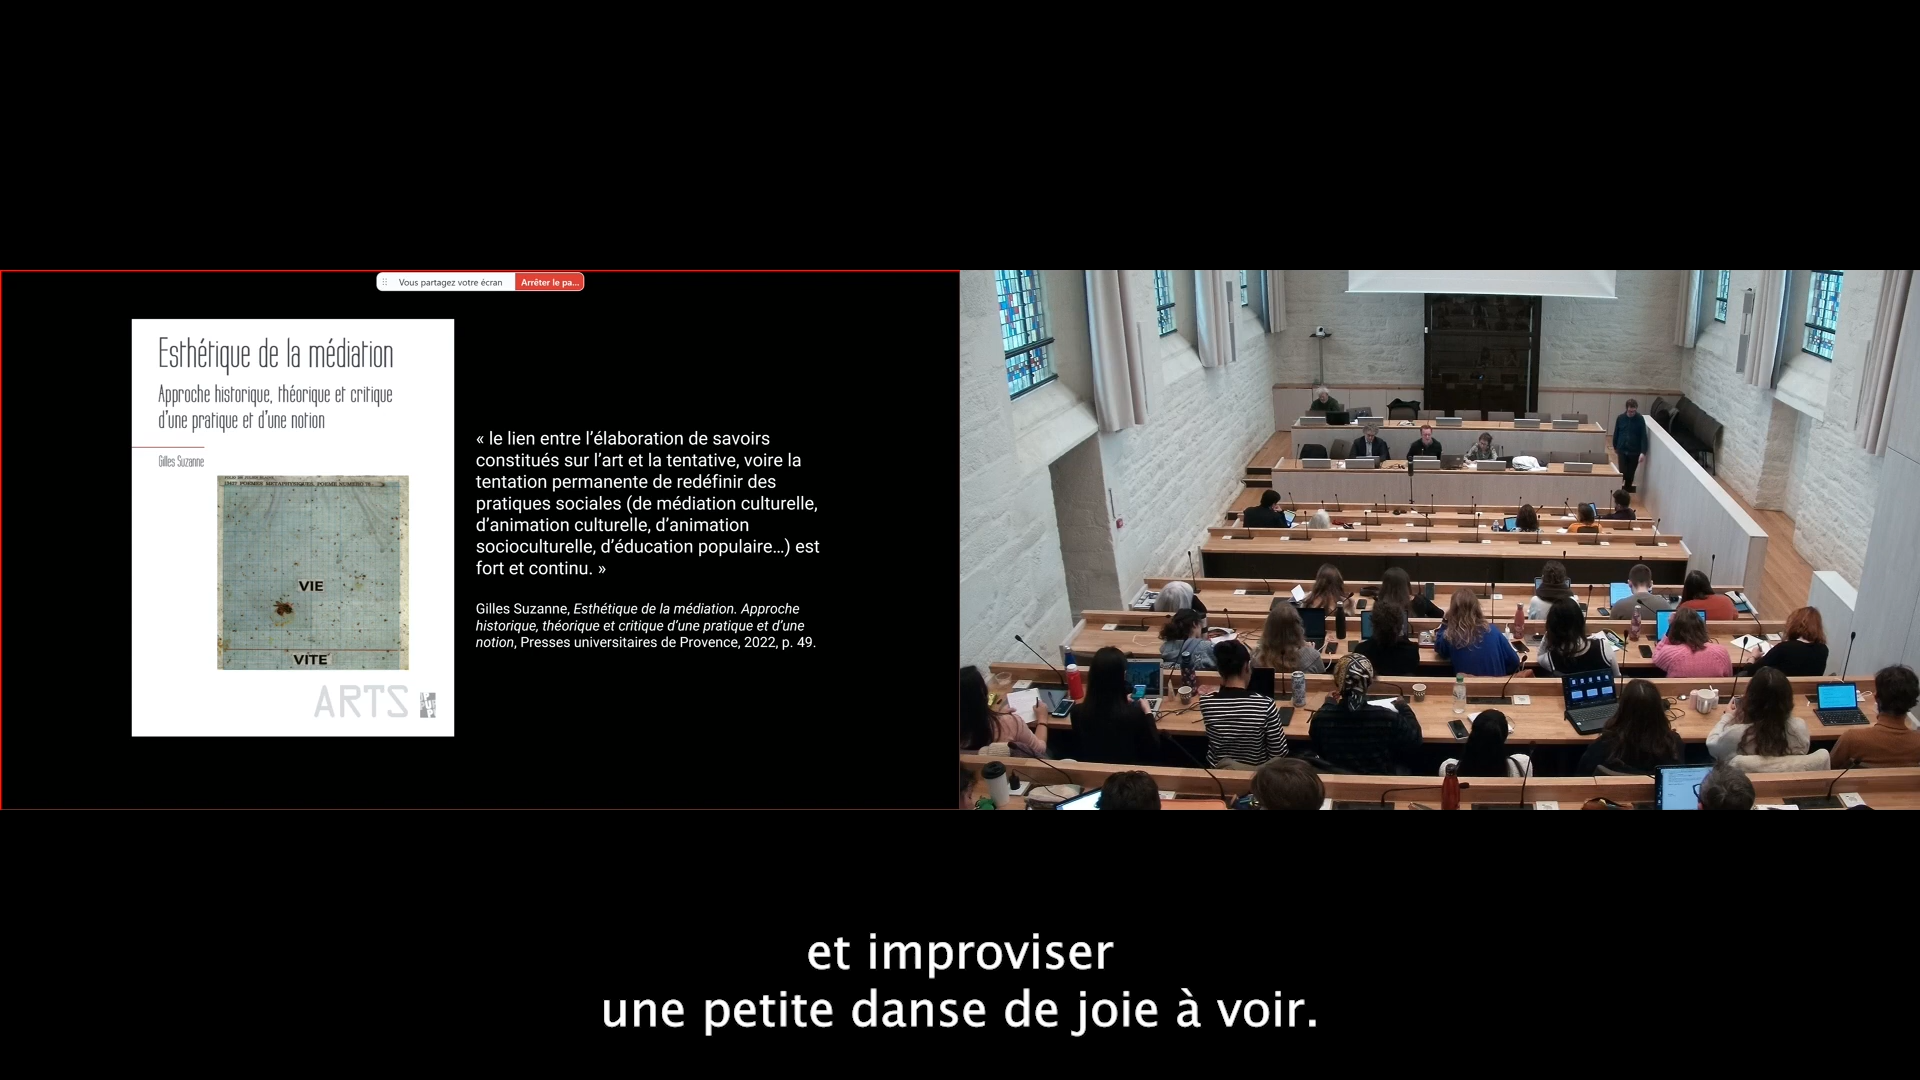 Vous partagez votre écran
Arrêter le pa...
Esthétique de la médiation
Approche historique, théorique et critique
d'une pratique et d'une notion
Gilles Suzanne
VIE
VITE
ARTS
« le lien entre l'élaboration de savoirs
constitués sur l'art et la tentative, voire la
tentation permanente de redéfinir des
pratiques sociales (de médiation culturelle,
d'animation culturelle, d'animation
socioculturelle, d'éducation populaire…) est
fort et continu. »
Gilles Suzanne, Esthétique de la médiation. Approche
historique, théorique et critique d'une pratique et d'une
notion, Presses universitaires de Provence, 2022, p. 49.
et improviser
une petite danse de joie à voir.